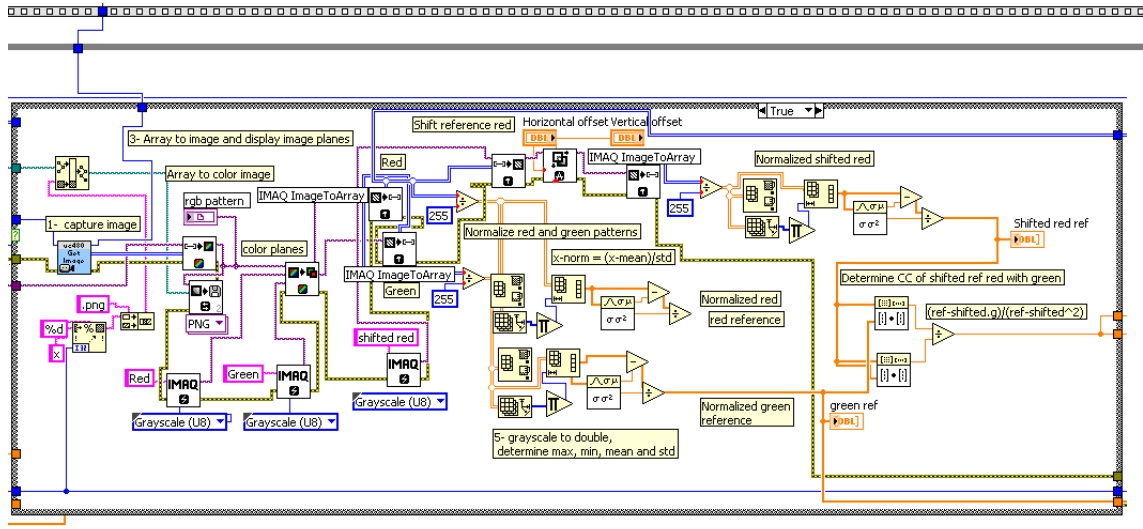 True
3- Array to image and display image planes
Shift reference red
Horizontal offset
Vertical offset
DBL
DBL
Red
IMAQ ImageToArray
Normalized shifted red
Array to color image
IMAQ ImageToArray
rgb pattern
255
255
1- capture image
uc480
Get
Image
color planes
Normalize red and green patterns
x-norm = (x-mean)/std
Shifted red ref
DBL
IMAQ ImageToArray
Determine CC of shifted ref red with green
Green
255
.png
2
PNG
Normalized red
red reference
(ref-shifted.g)/(ref-shifted^2)
%d
x
shifted red
Red
Green
IMAQ
IMAQ
IMAQ
Grayscale (U8)
Grayscale (U8)
Grayscale (U8)
Normalized green
reference
green ref
DBL
5- grayscale to double,
determine max, min, mean and std